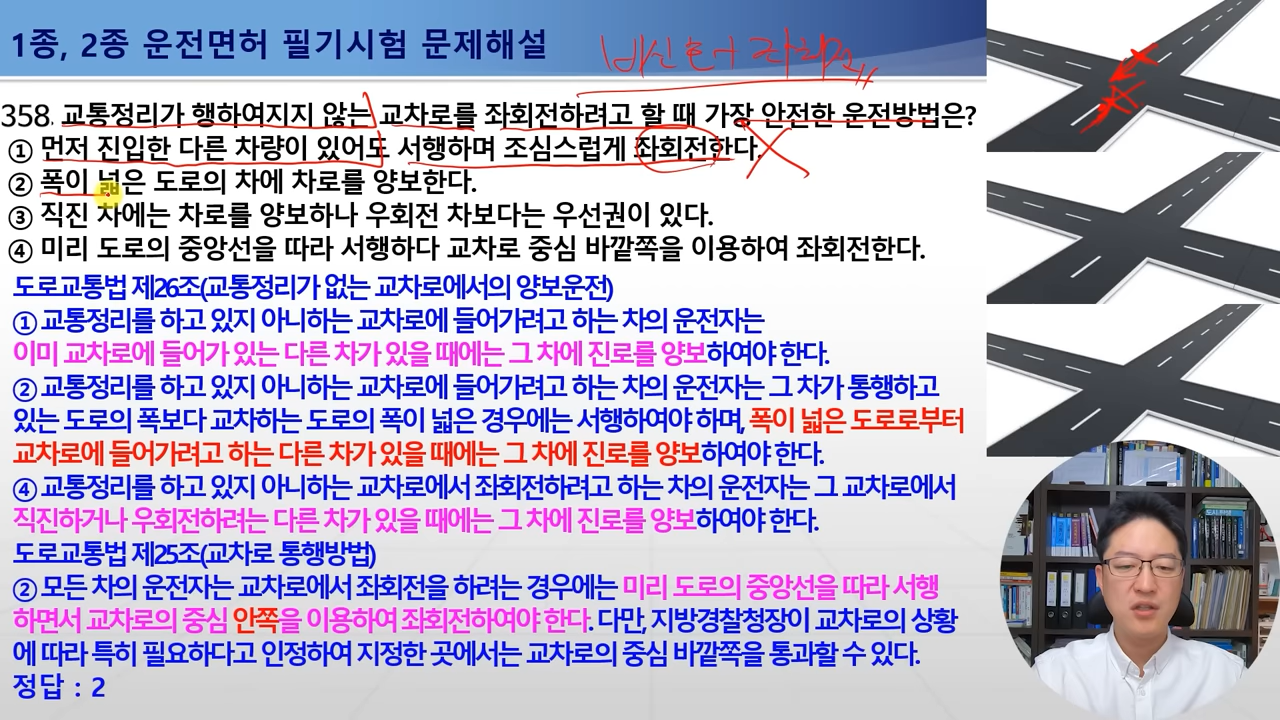 1종, 2종 운전면허 필기시험 문제해설
비신호 좌회전
358. 교통정리가 행하여지지 않는 교차로를 좌회전하려고 할 때 가장 안전한 운전방법은?
① 먼저 진입한 다른 차량이 있어도 서행하며 조심스럽게 좌회전한다.
② 폭이 넓은 도로의 차에 차로를 양보한다.
③ 직진 차에는 차로를 양보하나 우회전 차보다는 우선권이 있다.
④ 미리 도로의 중앙선을 따라 서행하다 교차로 중심 바깥쪽을 이용하여 좌회전한다.
도로교통법 제26조(교통정리가 없는 교차로에서의 양보운전)
① 교통정리를 하고 있지 아니하는 교차로에 들어가려고 하는 차의 운전자는
이미 교차로에 들어가 있는 다른 차가 있을 때에는 그 차에 진로를 양보하여야 한다.
② 교통정리를 하고 있지 아니하는 교차로에 들어가려고 하는 차의 운전자는 그 차가 통행하고
있는 도로의 폭보다 교차하는 도로의 폭이 넓은 경우에는 서행하여야 하며, 폭이 넓은 도로로부터
교차로에 들어가려고 하는 다른 차가 있을 때에는 그 차에 진로를 양보하여야 한다.
④ 교통정리를 하고 있지 아니하는 교차로에서 좌회전하려고 하는 차의 운전자는 그 교차로에서
직진하거나 우회전하려는 다른 차가 있을 때에는 그 차에 진로를 양보하여야 한다.
도로교통법 제25조(교차로 통행방법)
② 모든 차의 운전자는 교차로에서 좌회전을 하려는 경우에는 미리 도로의 중앙선을 따라 서행
하면서 교차로의 중심 안쪽을 이용하여 좌회전하여야 한다. 다만, 지방경찰청장이 교차로의 상황
에 따라 특히 필요하다고 인정하여 지정한 곳에서는 교차로의 중심 바깥쪽을 통과할 수 있다.
정답 : 2